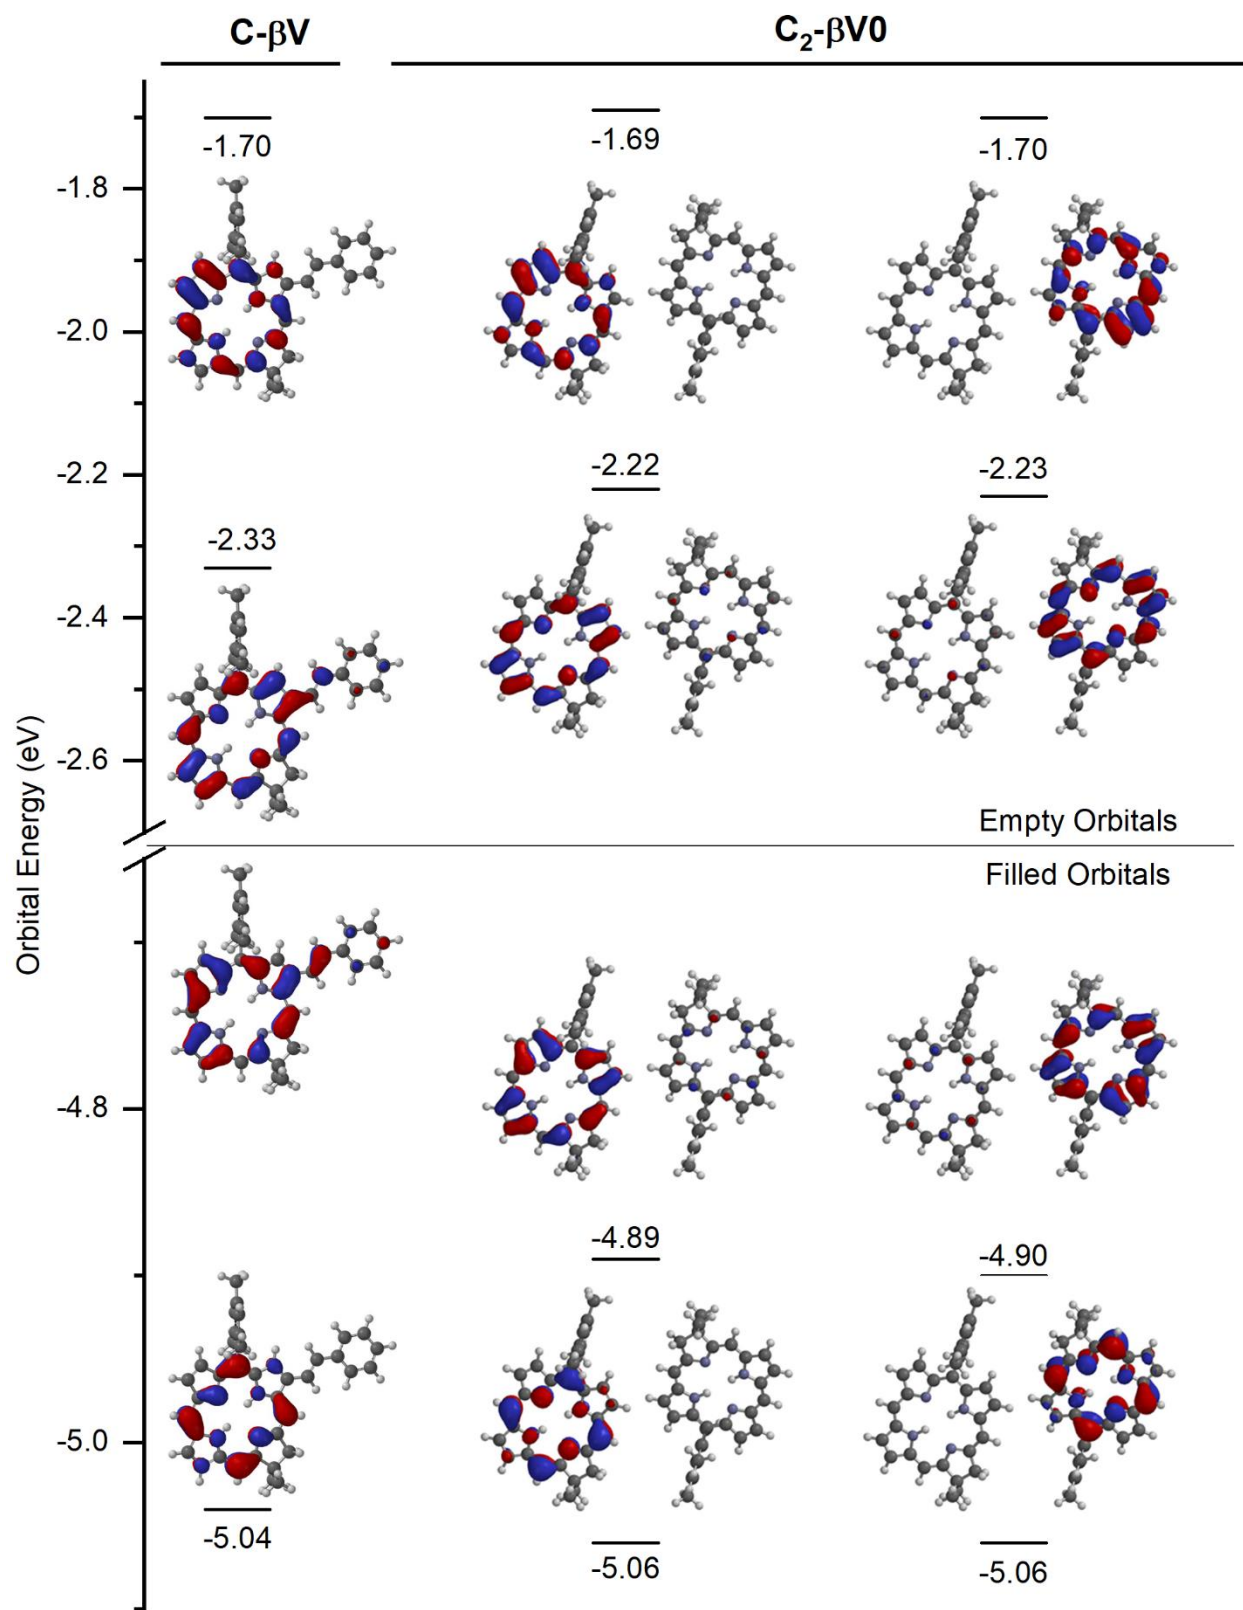 C-βV C₂-βV0
-1.70 -1.69 -1.70
-1.8
-2.0
-2.2
-2.22 -2.23
-2.33
-2.4
-2.6
Orbital Energy (eV)
Empty Orbitals
Filled Orbitals
-4.8
-4.89 -4.90
-5.0
-5.04
-5.06 -5.06